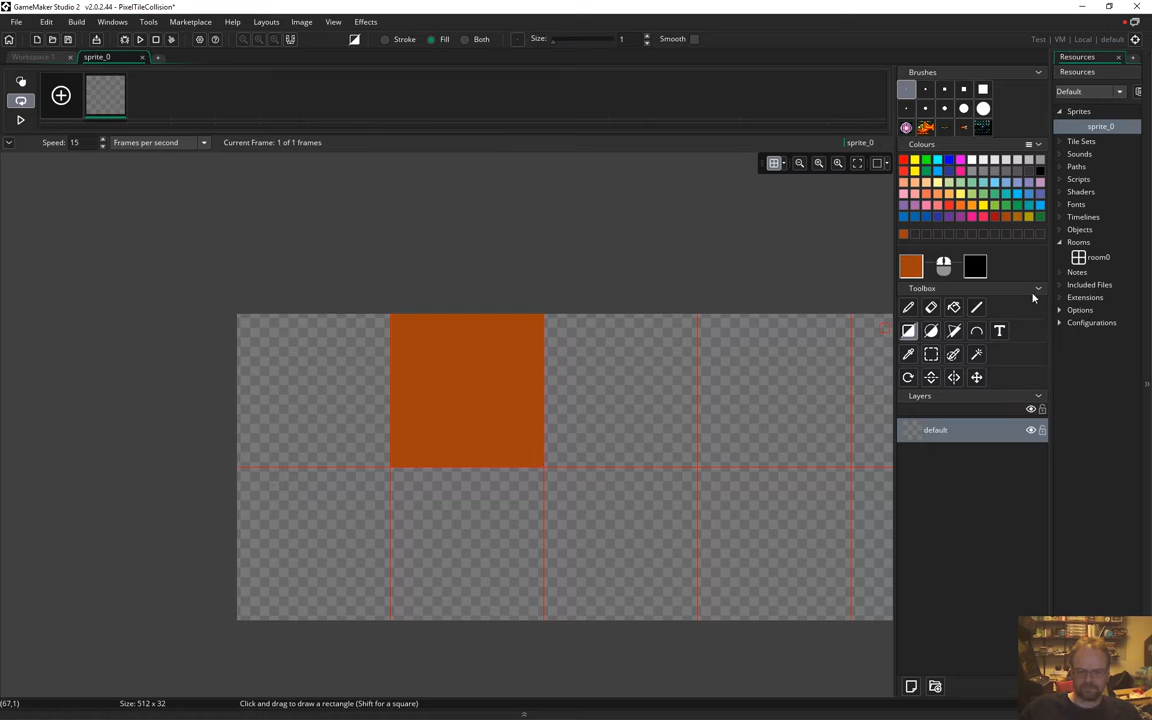 GameMaker Studio 2   v2.0.2.44 - PixelTileCollision*
File Edit Build Windows Tools Marketplace Help Layouts Image View Effects
Stroke Fill Both Size: 1 Smooth
Test | VM | Local | default
Workspace 1 sprite_0
Speed: 15 Frames per second Current Frame: 1 of 1 frames sprite_0
Brushes
Colours
Toolbox
T
Layers
default
Resources
Resources
Default
Sprites
sprite_0
Tile Sets
Sounds
Paths
Scripts
Shaders
Fonts
Timelines
Objects
Rooms
room0
Notes
Included Files
Extensions
Options
Configurations
(67,1) Size: 512 x 32 Click and drag to draw a rectangle (Shift for a square)